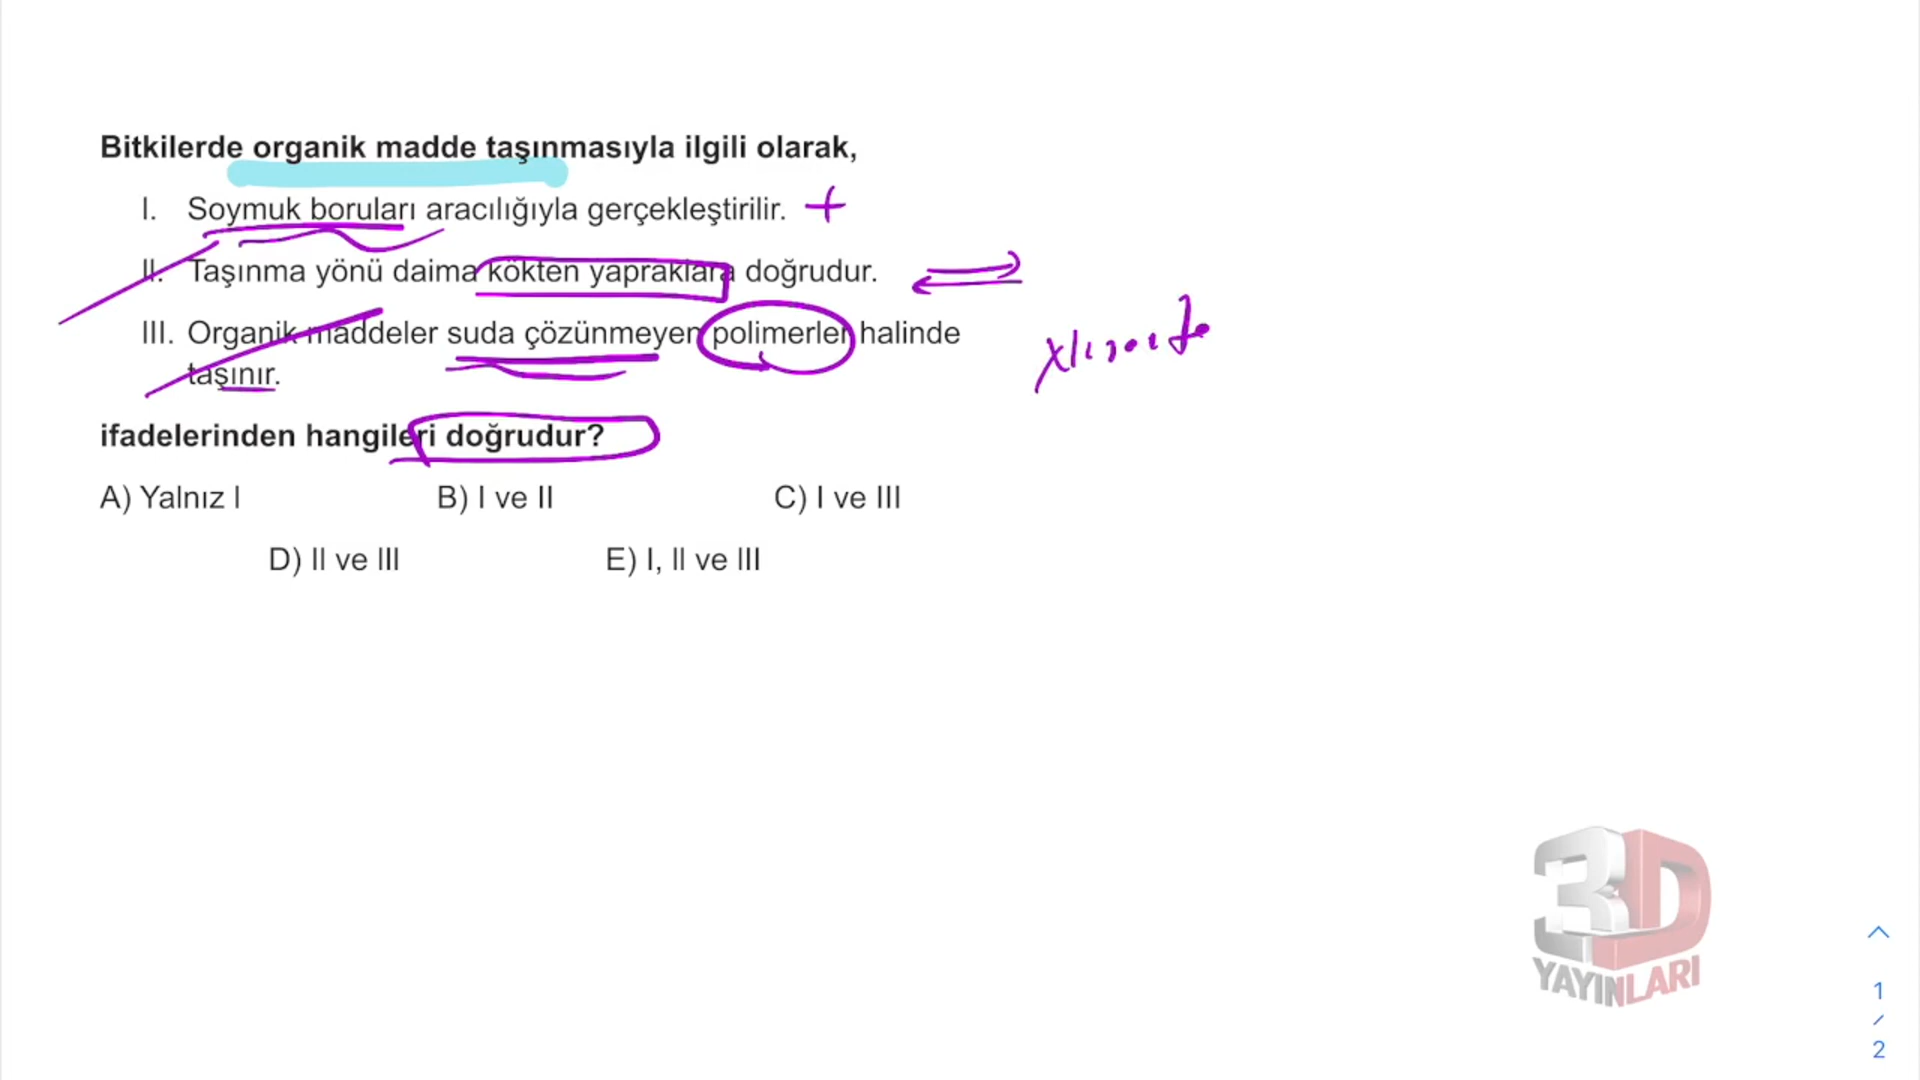 Bitkilerde organik madde taşınmasıyla ilgili olarak,
I. Soymuk boruları aracılığıyla gerçekleştirilir. +
II. Taşınma yönü daima kökten yapraklara doğrudur.
III. Organik maddeler suda çözünmeyen polimerler halinde
taşınır.
ifadelerinden hangileri doğrudur?
A) Yalnız I B) I ve II C) I ve III
D) II ve III E) I, II ve III
3D
YAYINLARI
1
/
2